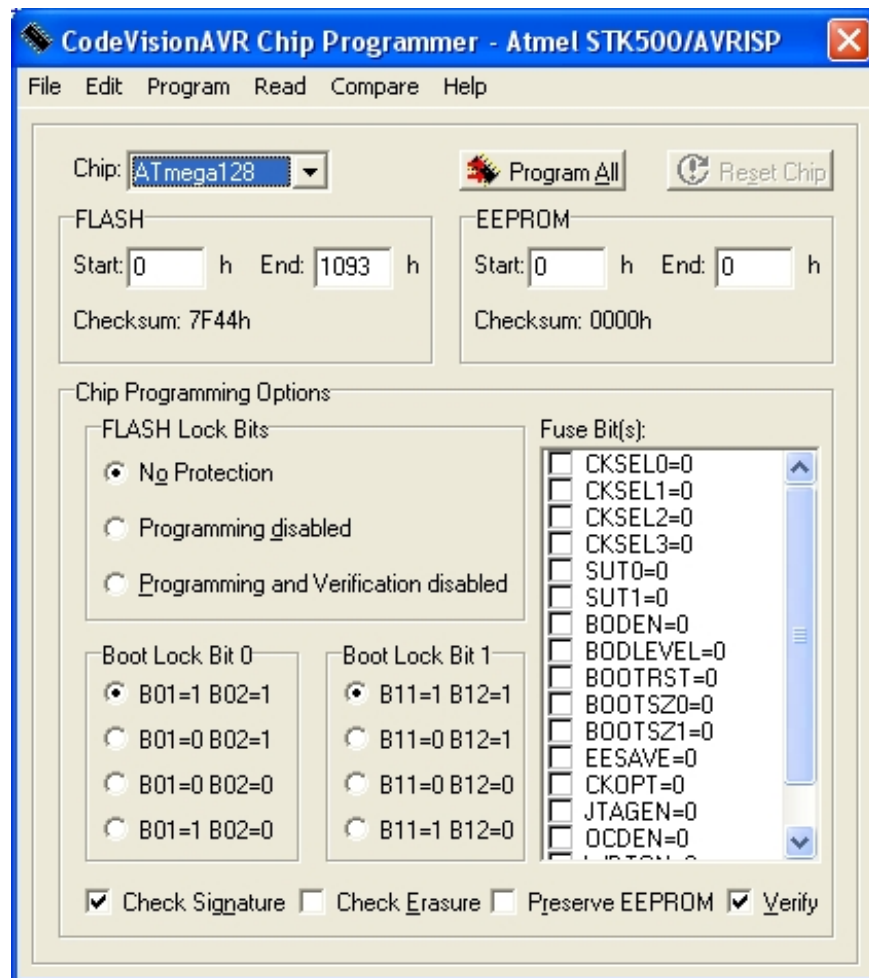 CodeVisionAVR Chip Programmer - Atmel STK500/AVRISP
File Edit Program Read Compare Help
Chip: ATmega128 Program All Reset Chip
FLASH
Start: 0 h End: 1093 h
Checksum: 7F44h
EEPROM
Start: 0 h End: 0 h
Checksum: 0000h
Chip Programming Options
FLASH Lock Bits
No Protection
Programming disabled
Programming and Verification disabled
Boot Lock Bit 0
B01=1 B02=1
B01=0 B02=1
B01=0 B02=0
B01=1 B02=0
Boot Lock Bit 1
B11=1 B12=1
B11=0 B12=1
B11=0 B12=0
B11=1 B12=0
Fuse Bit(s):
CKSEL0=0
CKSEL1=0
CKSEL2=0
CKSEL3=0
SUT0=0
SUT1=0
BODEN=0
BODLEVEL=0
BOOTRST=0
BOOTSZ0=0
BOOTSZ1=0
EESAVE=0
CKOPT=0
JTAGEN=0
OCDEN=0
Check Signature Check Erasure Preserve EEPROM Verify